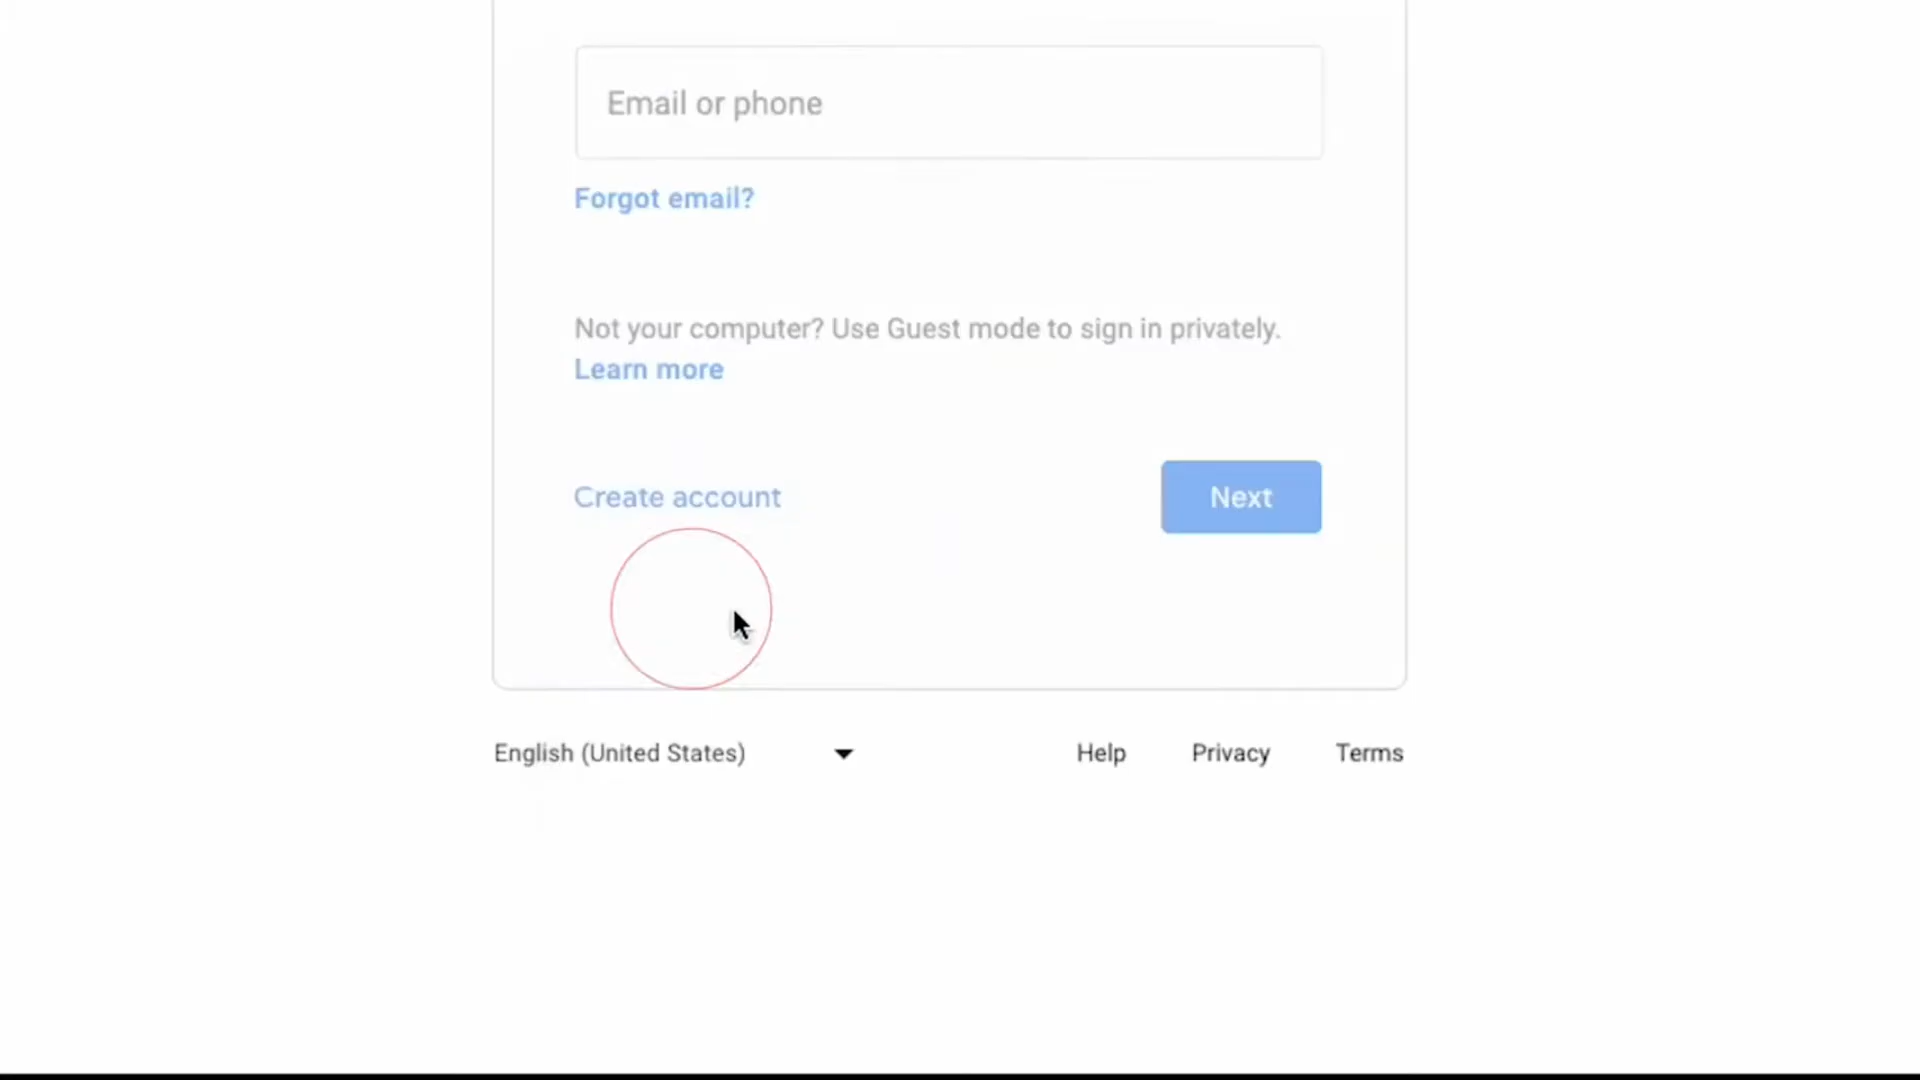 Email or phone
Forgot email?
Not your computer? Use Guest mode to sign in privately.
Learn more
Create account
Next
English (United States)
Help
Privacy
Terms